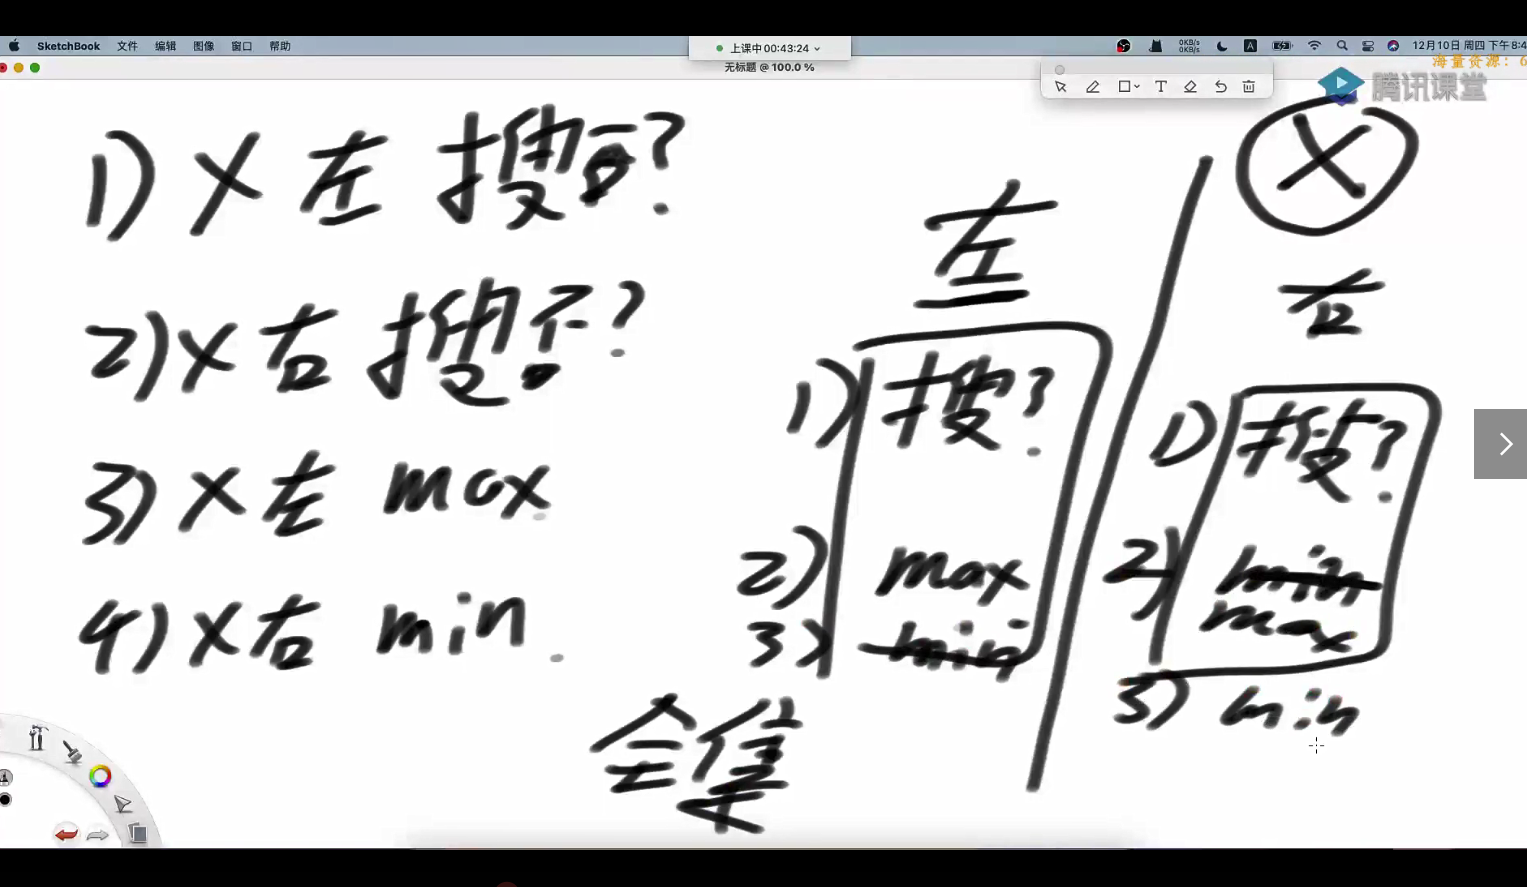 SketchBook 文件 编辑 图像 窗口 帮助
上课中 00:43:24
0KB/s
0KB/s
A
12月10日 周四 下午8:4
无标题 @ 100.0 %
海量资源：6
T
腾讯课堂
1) X 左 搜否?
2) X 右 搜否?
3) X 左 max
4) X 右 min
左
1) 搜?
2) max
3) min
全集
X
右
1) 搜?
2) min
max
3) min